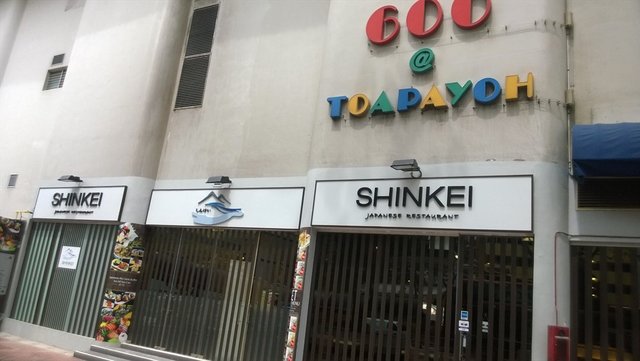 600
@
TOAPAYOH
SHINKEI
JAPANESE RESTAURANT
SHINKEI
JAPANESE RESTAURANT